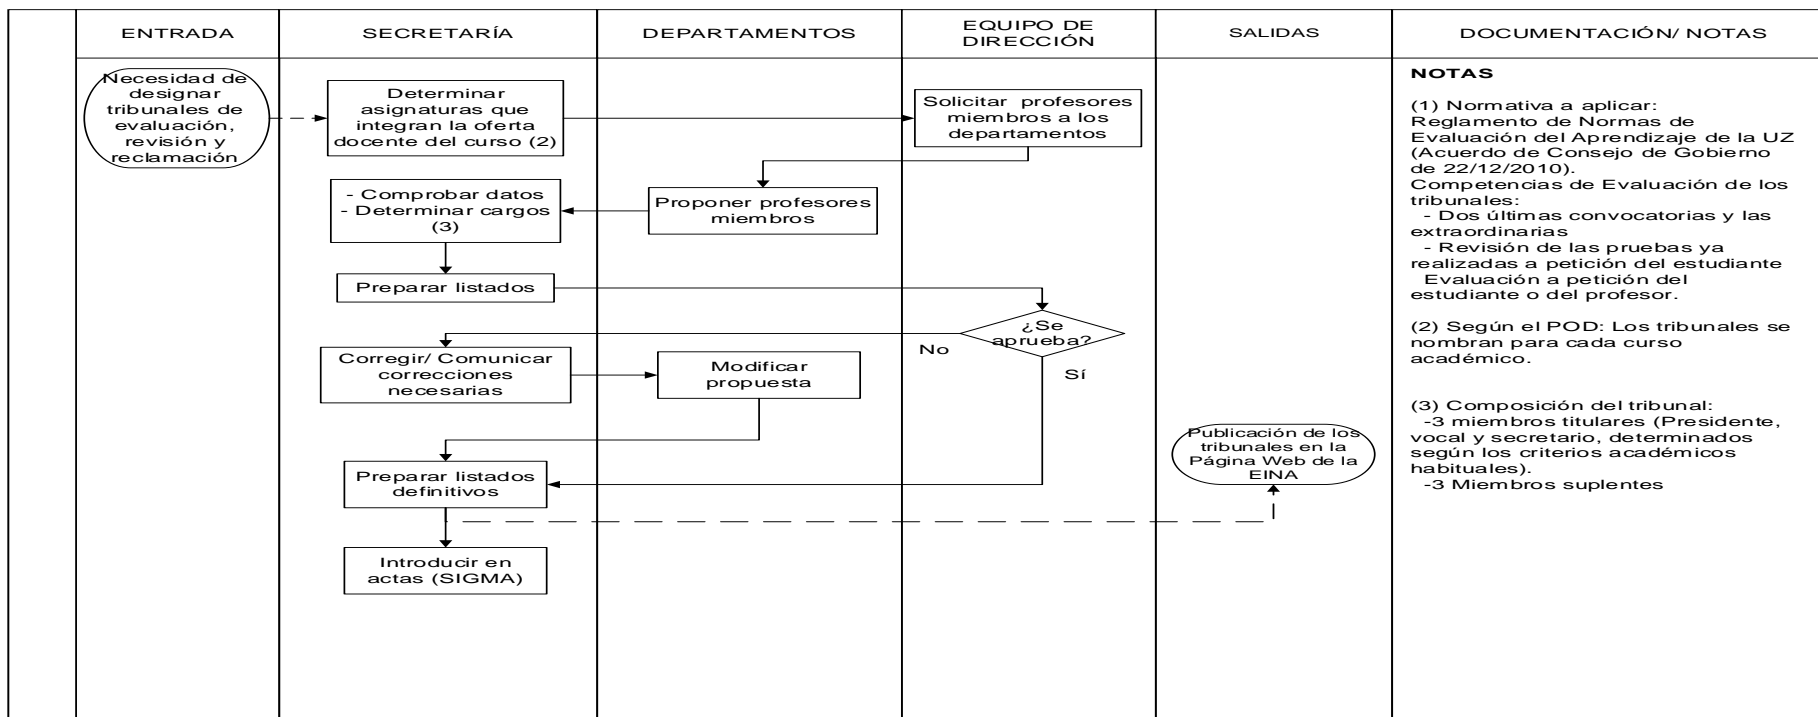 ENTRADA
SECRETARÍA
DEPARTAMENTOS
EQUIPO DE
DIRECCIÓN
SALIDAS
DOCUMENTACIÓN/ NOTAS
Necesidad de
designar
tribunales de
evaluación,
revisión y
reclamación
Determinar
asignaturas que
integran la oferta
docente del curso (2)
Solicitar profesores
miembros a los
departamentos
Proponer profesores
miembros
- Comprobar datos
- Determinar cargos
(3)
Preparar listados
¿Se
aprueba?
No
Sí
Corregir/ Comunicar
correcciones
necesarias
Modificar
propuesta
Preparar listados
definitivos
Publicación de los
tribunales en la
Página Web de la
EINA
Introducir en
actas (SIGMA)
NOTAS
(1) Normativa a aplicar:
Reglamento de Normas de
Evaluación del Aprendizaje de la UZ
(Acuerdo de Consejo de Gobierno
de 22/12/2010).
Competencias de Evaluación de los
tribunales:
- Dos últimas convocatorias y las
extraordinarias
- Revisión de las pruebas ya
realizadas a petición del estudiante
Evaluación a petición del
estudiante o del profesor.
(2) Según el POD: Los tribunales se
nombran para cada curso
académico.
(3) Composición del tribunal:
-3 miembros titulares (Presidente,
vocal y secretario, determinados
según los criterios académicos
habituales).
-3 Miembros suplentes